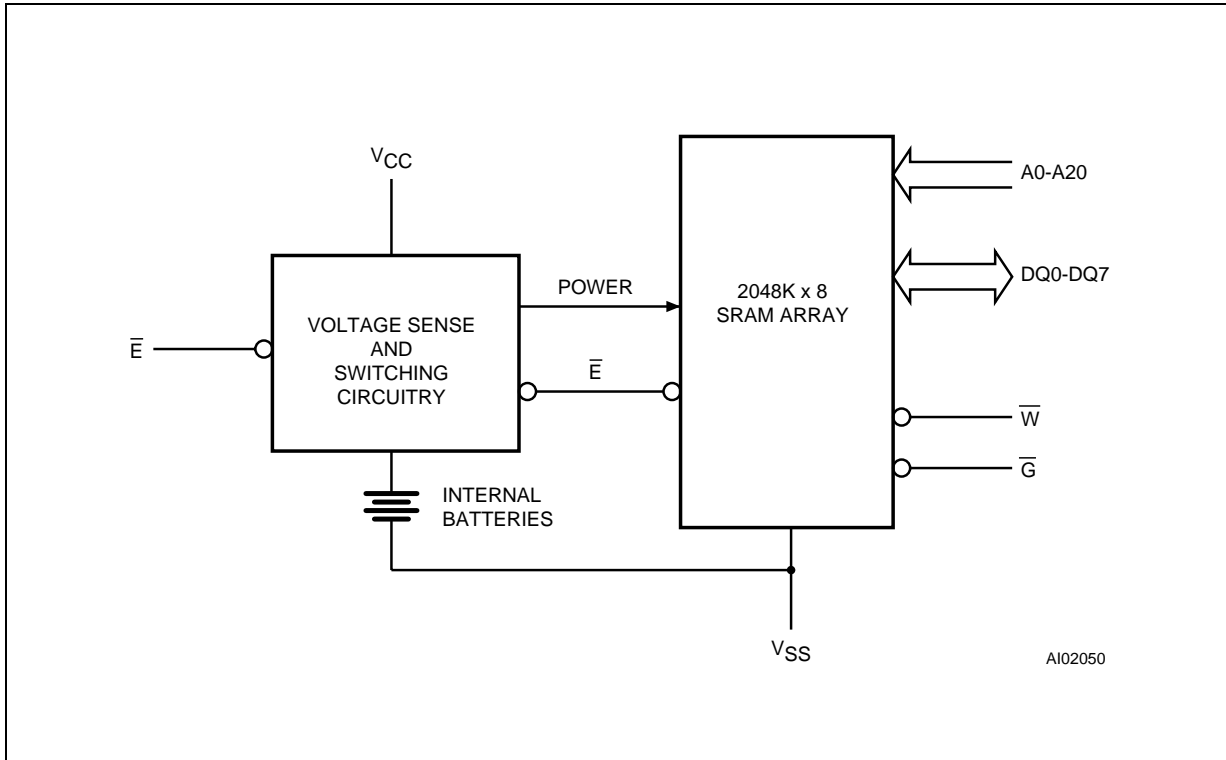 VCC
A0-A20
POWER
DQ0-DQ7
2048K x 8
SRAM ARRAY
VOLTAGE SENSE
AND
SWITCHING
CIRCUITRY
E̅
E̅
W̅
G̅
INTERNAL
BATTERIES
VSS
AI02050